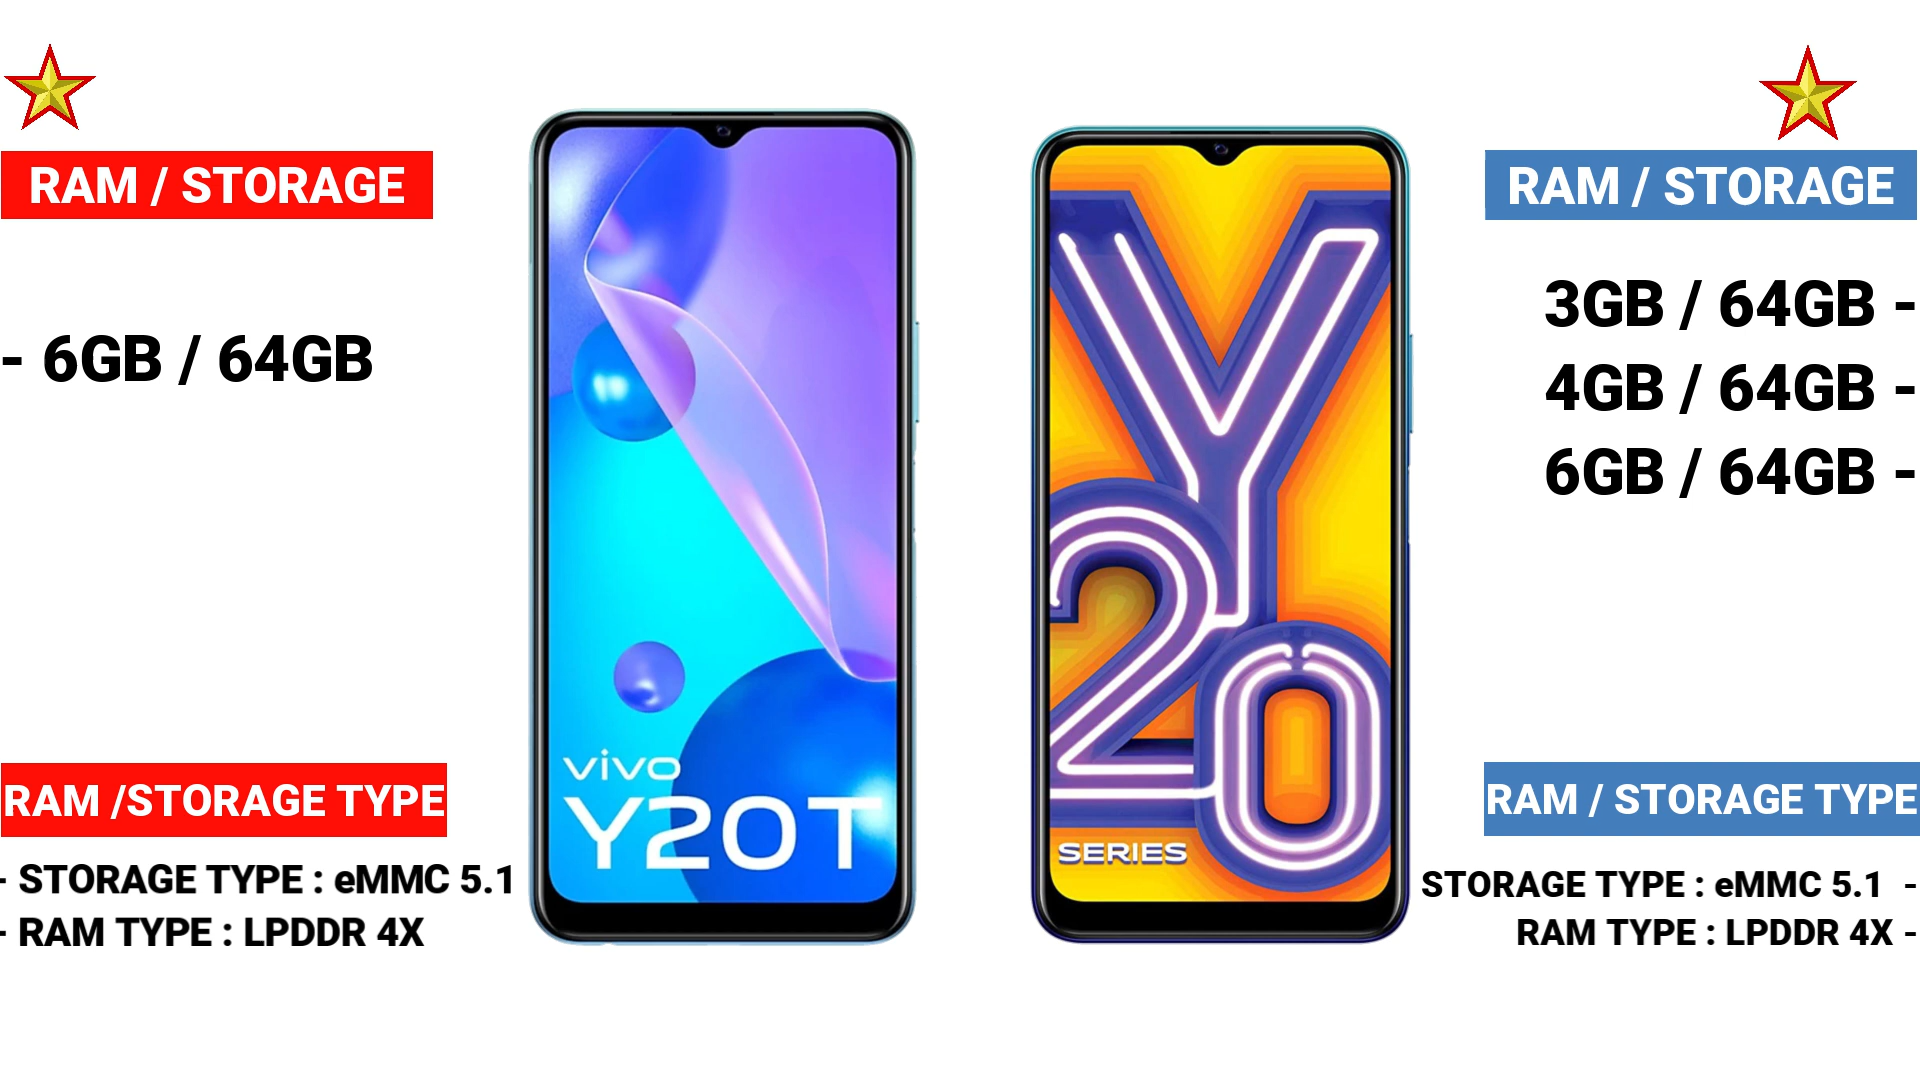 RAM / STORAGE
- 6GB / 64GB
RAM /STORAGE TYPE
- STORAGE TYPE : eMMC 5.1
- RAM TYPE : LPDDR 4X
vivo
Y20T
Y
20
SERIES
RAM / STORAGE
3GB / 64GB -
4GB / 64GB -
6GB / 64GB -
RAM / STORAGE TYPE
STORAGE TYPE : eMMC 5.1 -
RAM TYPE : LPDDR 4X -